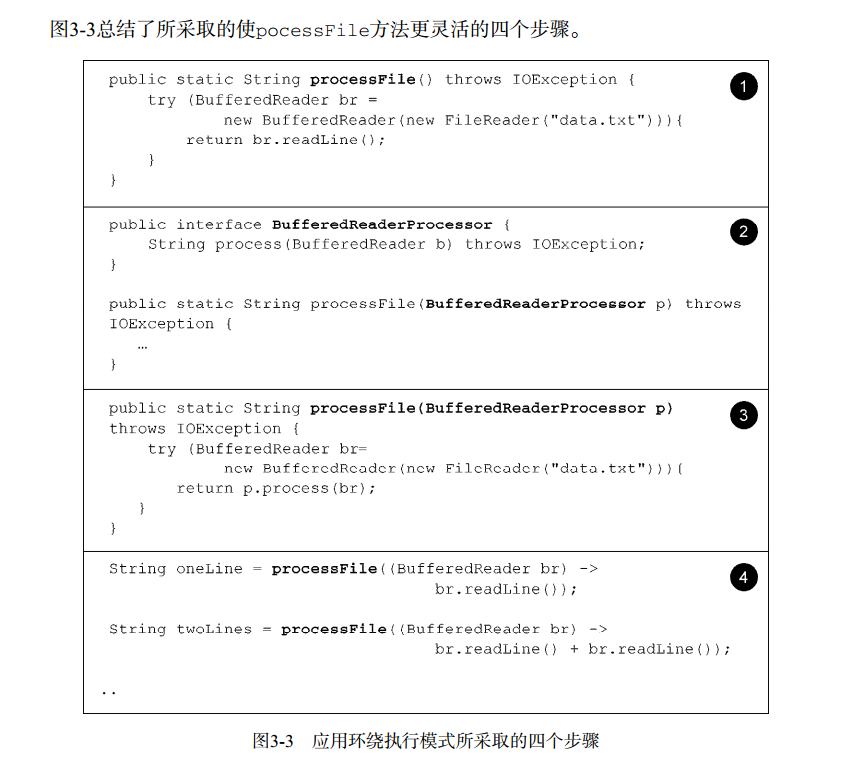 图3-3总结了所采取的使pocessFile方法更灵活的四个步骤。
public static String processFile() throws IOException {
1
try (BufferedReader br =
new BufferedReader(new FileReader("data.txt"))){
return br.readLine();
}
}
public interface BufferedReaderProcessor {
2
String process(BufferedReader b) throws IOException;
}
public static String processFile(BufferedReaderProcessor p) throws
IOException {
…
}
public static String processFile(BufferedReaderProcessor p)
3
throws IOException {
try (BufferedReader br=
new BufferedReader(new FileReader("data.txt"))){
return p.process(br);
}
}
String oneLine = processFile((BufferedReader br) ->
4
br.readLine());
String twoLines = processFile((BufferedReader br) ->
br.readLine() + br.readLine());
..
图3-3 应用环绕执行模式所采取的四个步骤